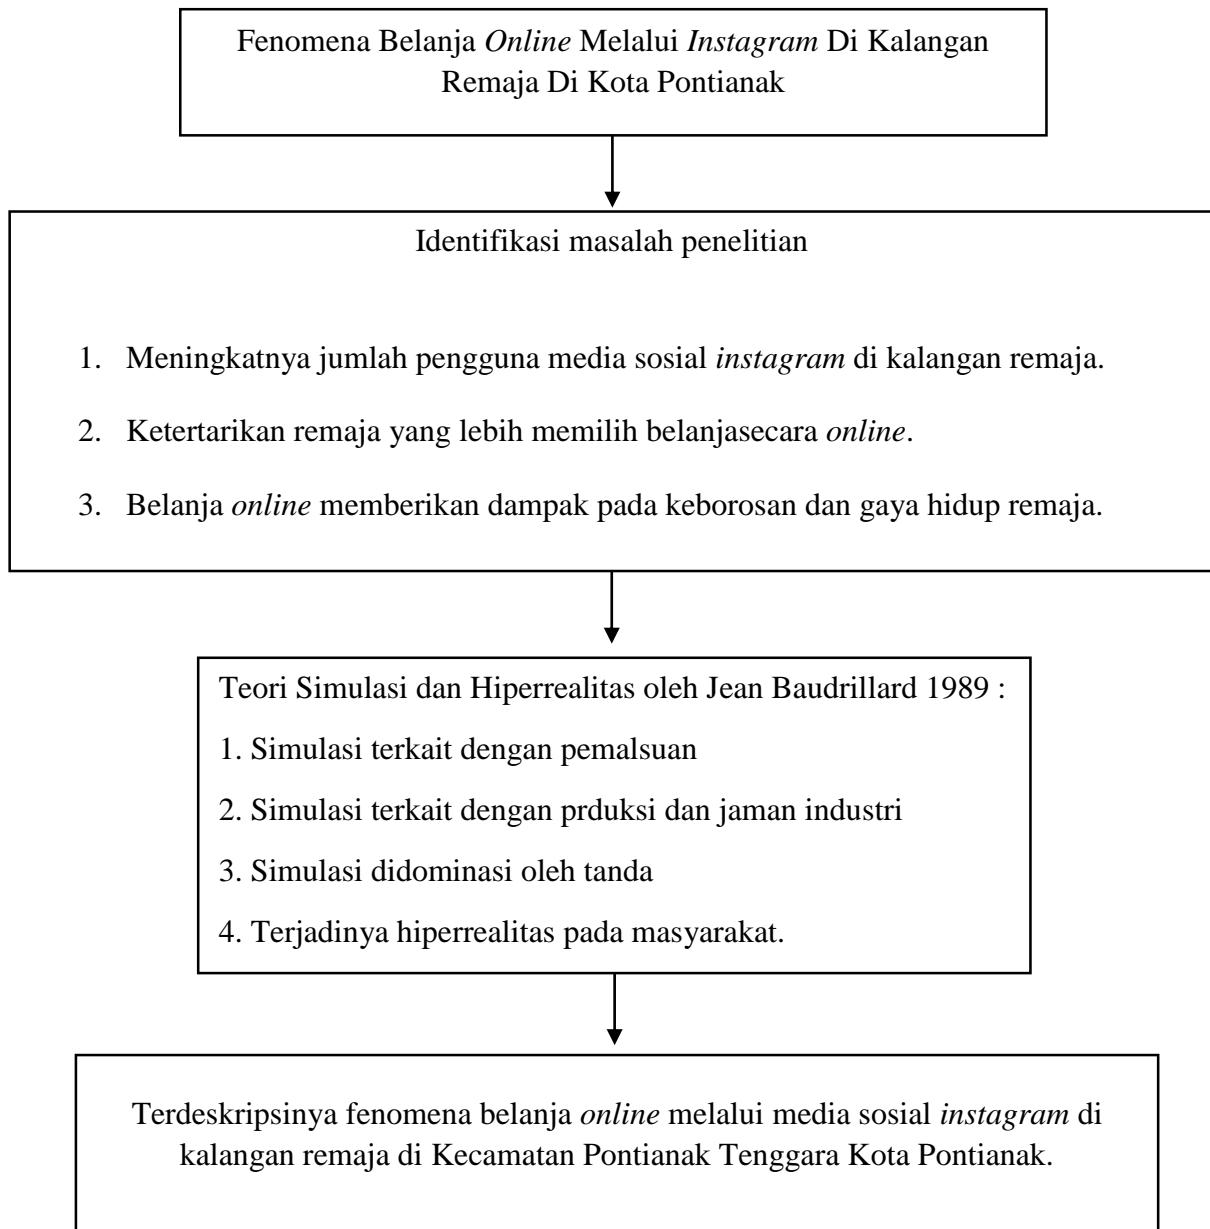 Fenomena Belanja Online Melalui Instagram Di Kalangan
Remaja Di Kota Pontianak
Identifikasi masalah penelitian
1. Meningkatnya jumlah pengguna media sosial instagram di kalangan remaja.
2. Ketertarikan remaja yang lebih memilih belanjasecara online.
3. Belanja online memberikan dampak pada keborosan dan gaya hidup remaja.
Teori Simulasi dan Hiperrealitas oleh Jean Baudrillard 1989 :
1. Simulasi terkait dengan pemalsuan
2. Simulasi terkait dengan prduksi dan jaman industri
3. Simulasi didominasi oleh tanda
4. Terjadinya hiperrealitas pada masyarakat.
Terdeskripsinya fenomena belanja online melalui media sosial instagram di
kalangan remaja di Kecamatan Pontianak Tenggara Kota Pontianak.